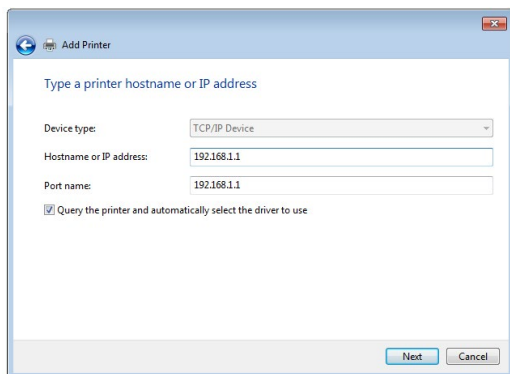 Add Printer
Type a printer hostname or IP address
Device type: TCP/IP Device
Hostname or IP address: 192.168.1.1
Port name: 192.168.1.1
Query the printer and automatically select the driver to use
Next Cancel